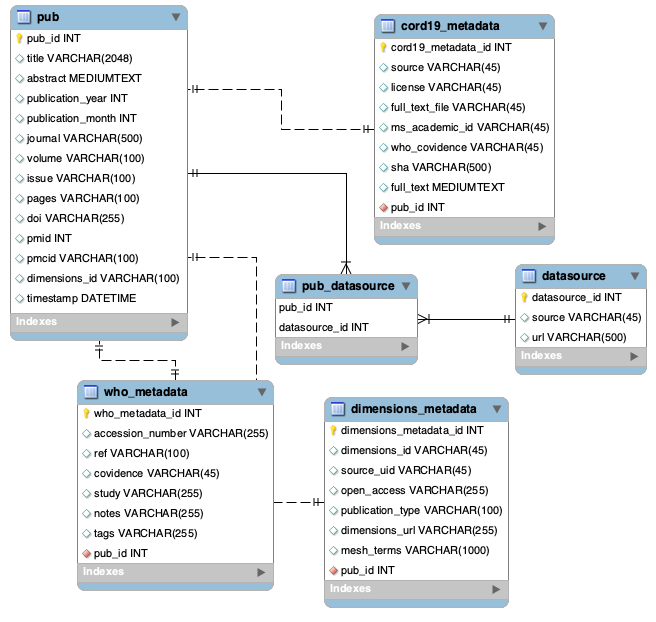 pub
pub_id INT
title VARCHAR(2048)
abstract MEDIUMTEXT
publication_year INT
publication_month INT
journal VARCHAR(500)
volume VARCHAR(100)
issue VARCHAR(100)
pages VARCHAR(100)
doi VARCHAR(255)
pmid INT
pmcid VARCHAR(100)
dimensions_id VARCHAR(100)
timestamp DATETIME
Indexes
cord19_metadata
cord19_metadata_id INT
source VARCHAR(45)
license VARCHAR(45)
full_text_file VARCHAR(45)
ms_academic_id VARCHAR(45)
who_covidence VARCHAR(45)
sha VARCHAR(500)
full_text MEDIUMTEXT
pub_id INT
Indexes
pub_datasource
pub_id INT
datasource_id INT
Indexes
datasource
datasource_id INT
source VARCHAR(45)
url VARCHAR(500)
Indexes
who_metadata
who_metadata_id INT
accession_number VARCHAR(255)
ref VARCHAR(100)
covidence VARCHAR(45)
study VARCHAR(255)
notes VARCHAR(255)
tags VARCHAR(255)
pub_id INT
Indexes
dimensions_metadata
dimensions_metadata_id INT
dimensions_id VARCHAR(45)
source_uid VARCHAR(45)
open_access VARCHAR(255)
publication_type VARCHAR(100)
dimensions_url VARCHAR(255)
mesh_terms VARCHAR(1000)
pub_id INT
Indexes